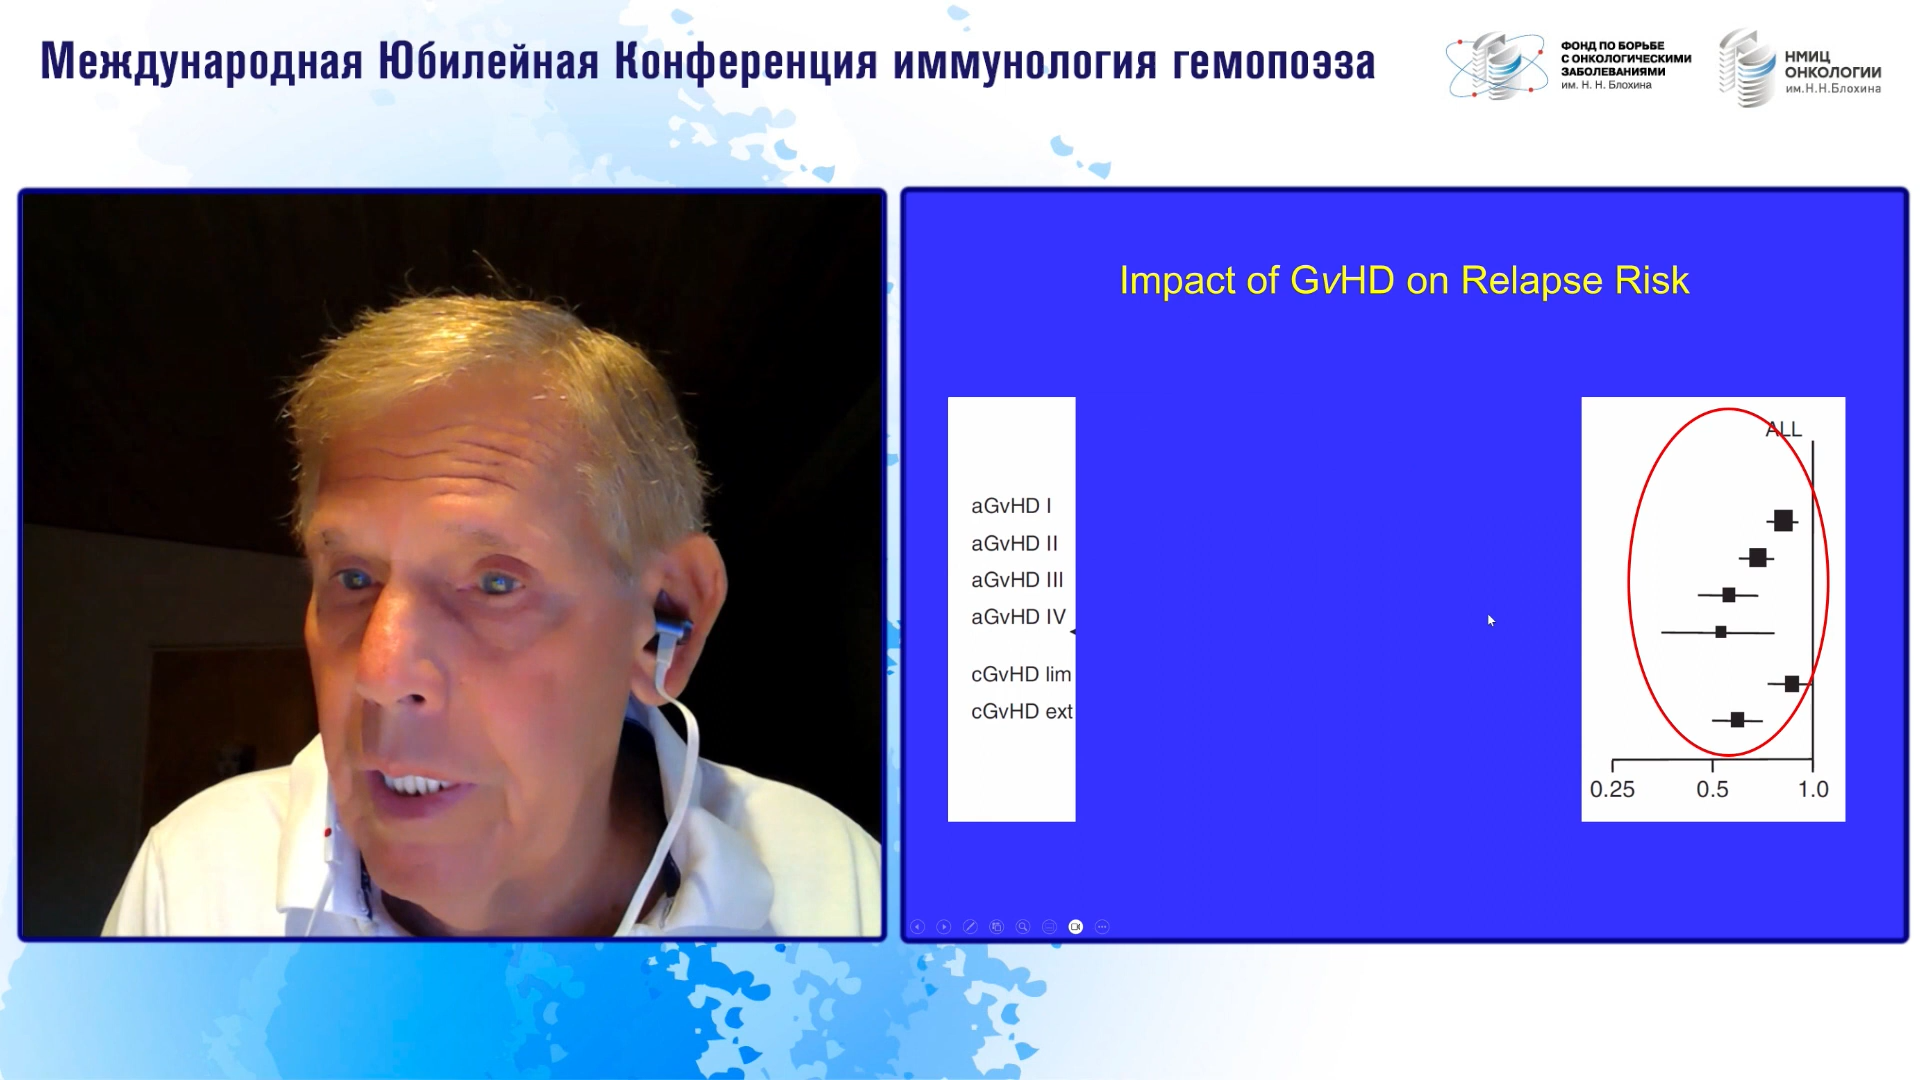 Международная Юбилейная Конференция иммунология гемопоэза
ФОНД ПО БОРЬБЕ
С ОНКОЛОГИЧЕСКИМИ
ЗАБОЛЕВАНИЯМИ
им. Н. Н. Блохина
НМИЦ
ОНКОЛОГИИ
им.Н.Н.Блохина
Impact of GvHD on Relapse Risk
ALL
aGvHD I
aGvHD II
aGvHD III
aGvHD IV
cGvHD lim
cGvHD ext
0.25 0.5 1.0